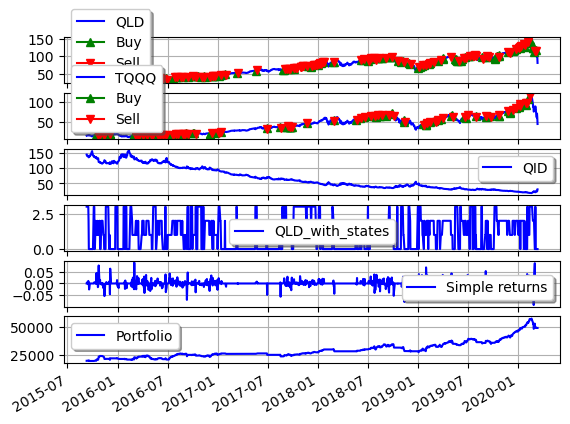 QLD
Buy
Sell
150
100
50
TQQQ
Buy
Sell
100
50
150
100
50
QID
2.5
0.0
QLD_with_states
0.05
0.00
−0.05
Simple returns
50000
25000
Portfolio
2015-07
2016-01
2016-07
2017-01
2017-07
2018-01
2018-07
2019-01
2019-07
2020-01